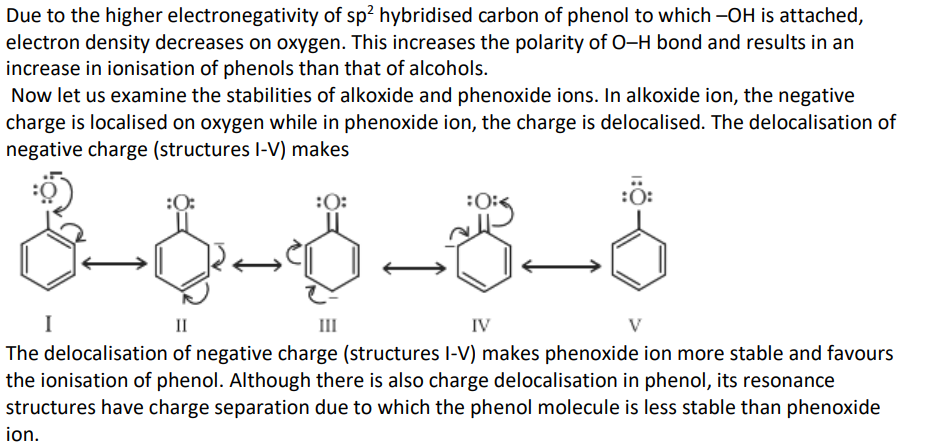 Due to the higher electronegativity of sp² hybridised carbon of phenol to which –OH is attached,
electron density decreases on oxygen. This increases the polarity of O–H bond and results in an
increase in ionisation of phenols than that of alcohols.
Now let us examine the stabilities of alkoxide and phenoxide ions. In alkoxide ion, the negative
charge is localised on oxygen while in phenoxide ion, the charge is delocalised. The delocalisation of
negative charge (structures I-V) makes
:Ö: :O: :O: :O: :Ö:
I II III IV V
The delocalisation of negative charge (structures I-V) makes phenoxide ion more stable and favours
the ionisation of phenol. Although there is also charge delocalisation in phenol, its resonance
structures have charge separation due to which the phenol molecule is less stable than phenoxide
ion.